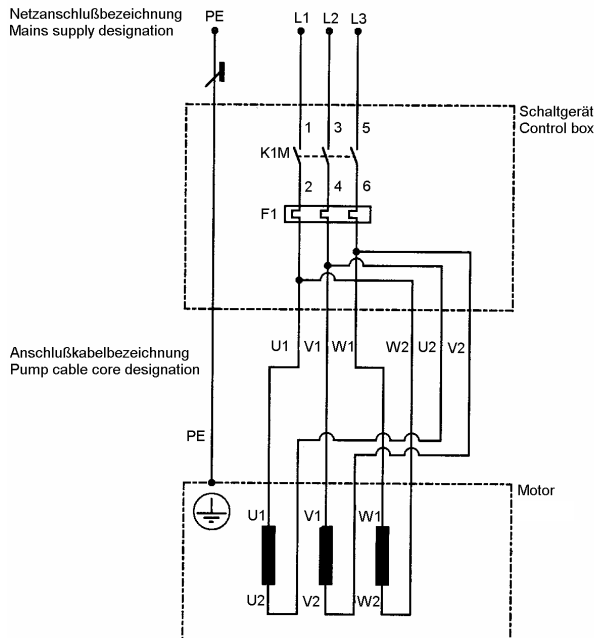 Netzanschlußbezeichnung
Mains supply designation
PE
L1 L2 L3
Schaltgerät
Control box
1 3 5
K1M
2 4 6
F1
U1 V1 W1 W2 U2 V2
Anschlußkabelbezeichnung
Pump cable core designation
PE
Motor
U1 V1 W1
U2 V2 W2